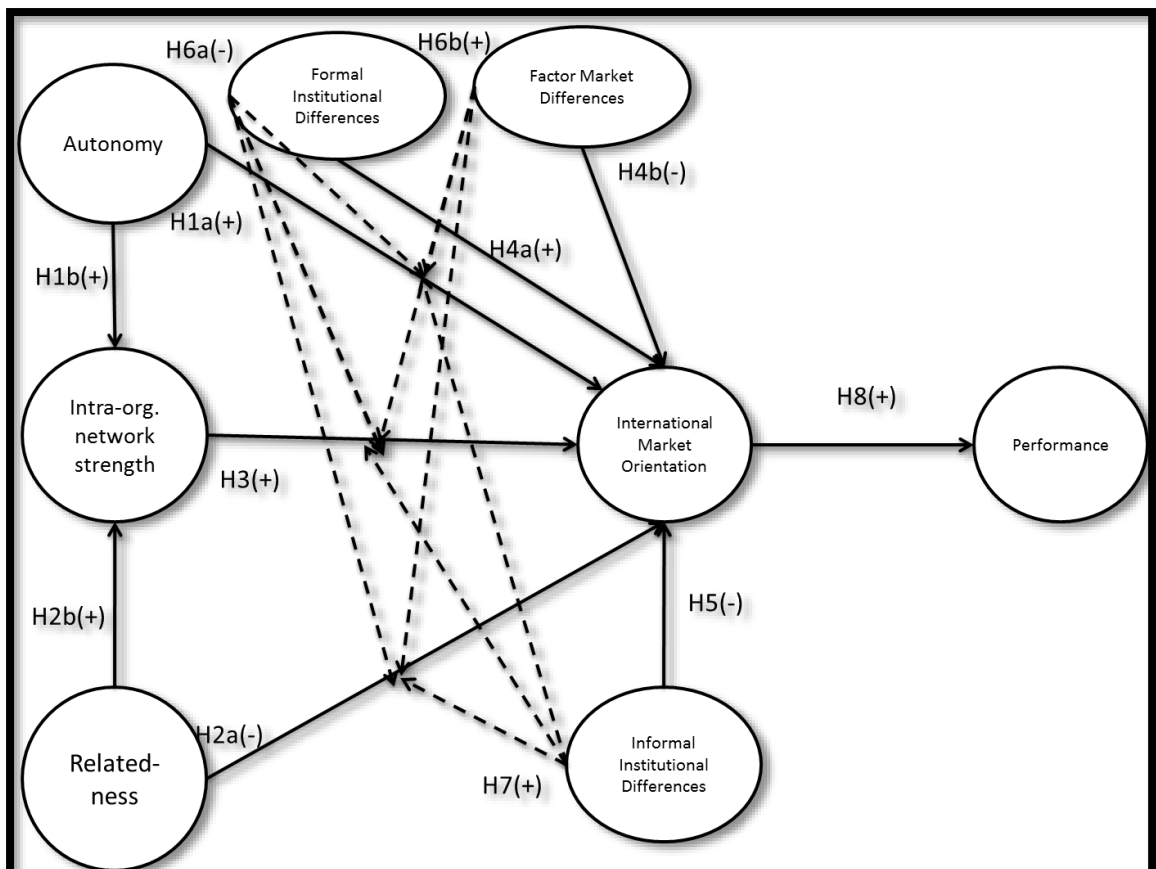 H6a(-)
H6b(+)
Formal
Institutional
Differences
Factor Market
Differences
Autonomy
H4b(-)
H1a(+)
H4a(+)
H1b(+)
Intra-org.
network
strength
H3(+)
International
Market
Orientation
H8(+)
Performance
H2b(+)
H5(-)
H2a(-)
Related-
ness
Informal
Institutional
Differences
H7(+)